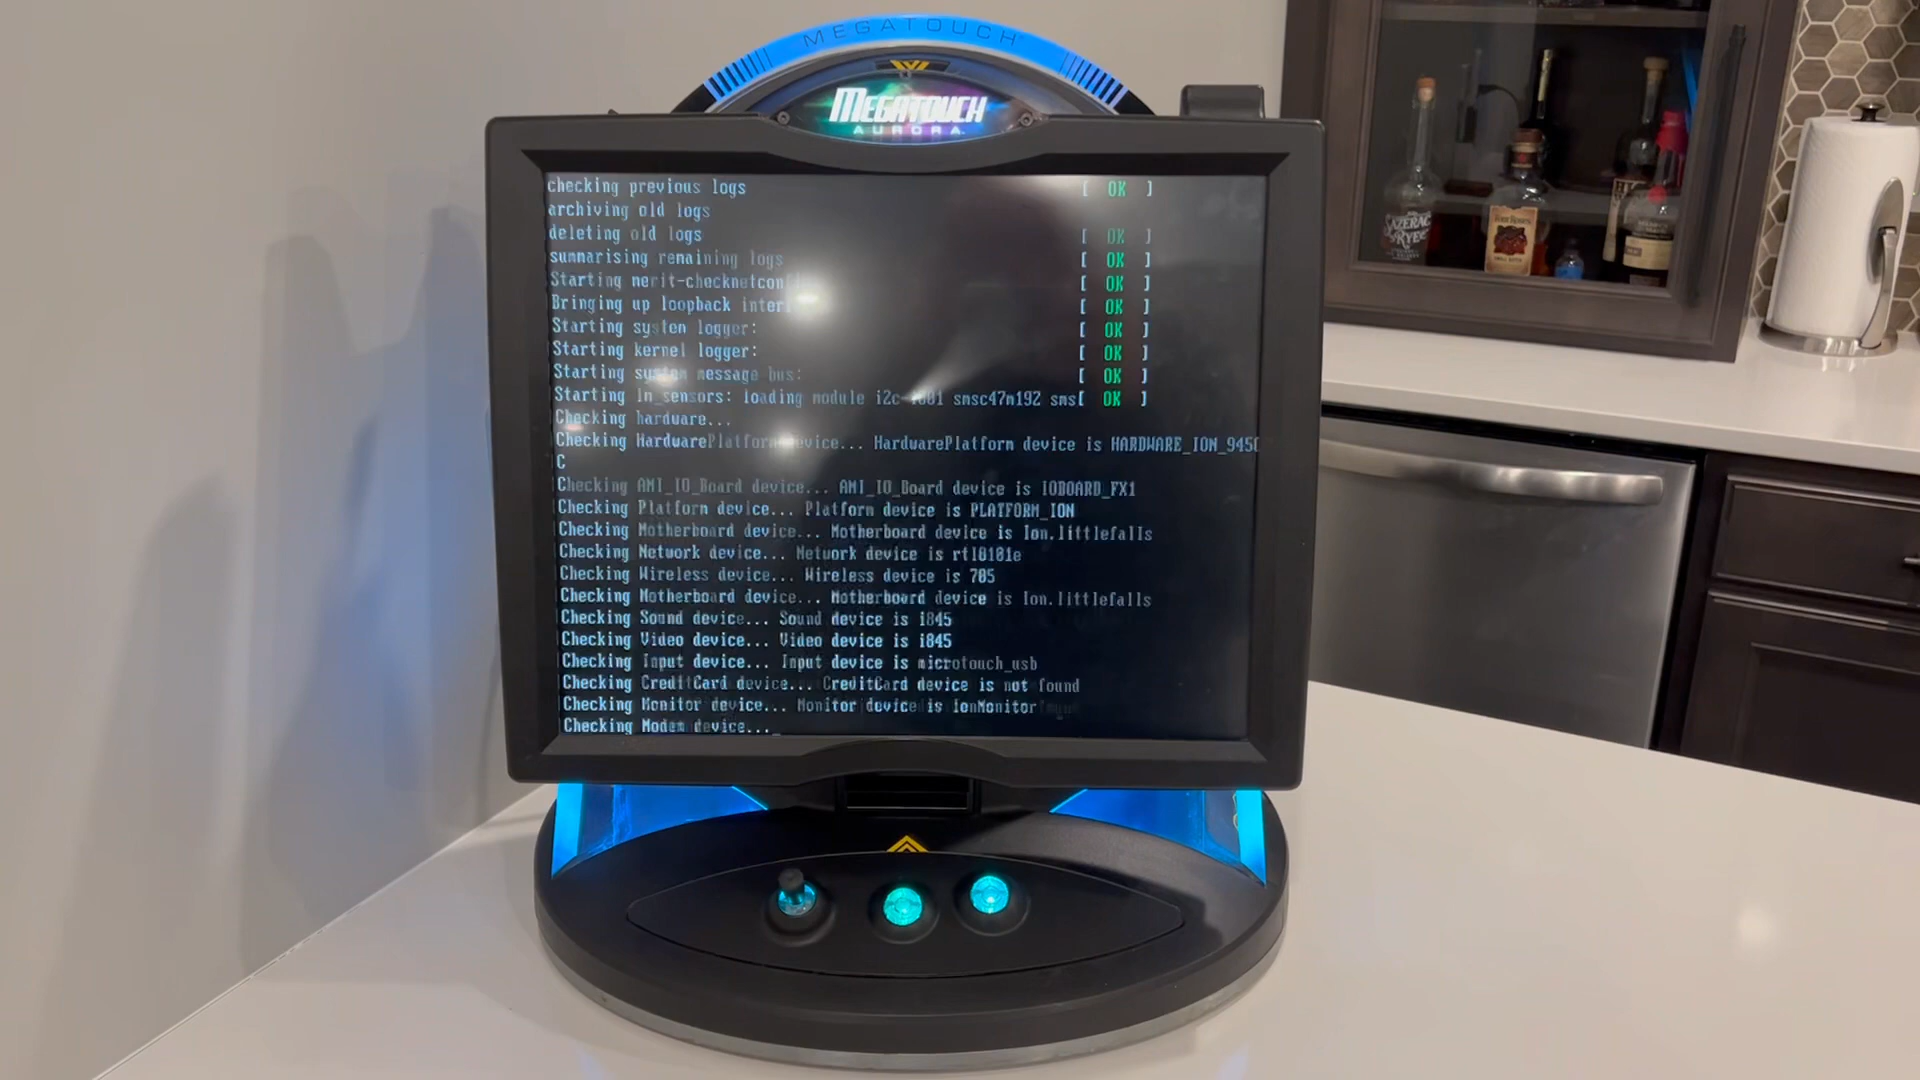 MEGATOUCH
MEGATOUCH
AURORA
checking previous logs [ OK ]
archiving old logs
deleting old logs [ OK ]
summarising remaining logs [ OK ]
Starting merit-checknetconfi [ OK ]
Bringing up loopback inter [ OK ]
Starting system logger: [ OK ]
Starting kernel logger: [ OK ]
Starting system message bus: [ OK ]
Starting lm_sensors: loading module i2c-i801 smsc47m192 sms[ OK ]
Checking hardware...
Checking HardwarePlatform device... HardwarePlatform device is HARDWARE_ION_945G
C
Checking AMI_IO_Board device... AMI_IO_Board device is IOBOARD_FX1
Checking Platform device... Platform device is PLATFORM_ION
Checking Motherboard device... Motherboard device is Ion.littlefalls
Checking Network device... Network device is rtl8101e
Checking Wireless device... Wireless device is 705
Checking Motherboard device... Motherboard device is Ion.littlefalls
Checking Sound device... Sound device is i845
Checking Video device... Video device is i845
Checking Input device... Input device is microtouch_usb
Checking CreditCard device... CreditCard device is not found
Checking Monitor device... Monitor device is ionMonitor
Checking Modem device..._
SAZERAC
RYE
FOUR ROSES